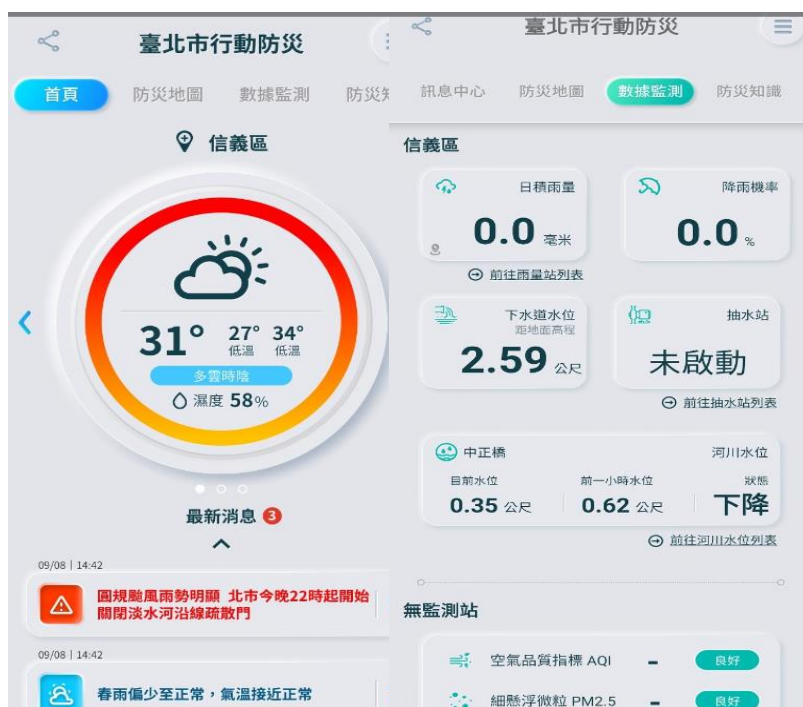 臺北市行動防災
首頁
防災地圖
數據監測
信義區
31°
27°
34°
低溫
低溫
多雲時陰
濕度 58%
最新消息 3
09/08 | 14:42
圓規颱風雨勢明顯 北市今晚22時起開始
關閉淡水河沿線疏散門
09/08 | 14:42
春雨偏少至正常，氣溫接近正常
臺北市行動防災
訊息中心
防災地圖
數據監測
防災知識
信義區
日積雨量
0.0 毫米
降雨機率
0.0 %
前往雨量站列表
下水道水位
距地面高程
2.59 公尺
抽水站
未啟動
前往抽水站列表
中正橋
河川水位
目前水位
前一小時水位
狀態
0.35 公尺
0.62 公尺
下降
前往河川水位列表
無監測站
空氣品質指標 AQI
-
良好
細懸浮微粒 PM2.5
-
良好